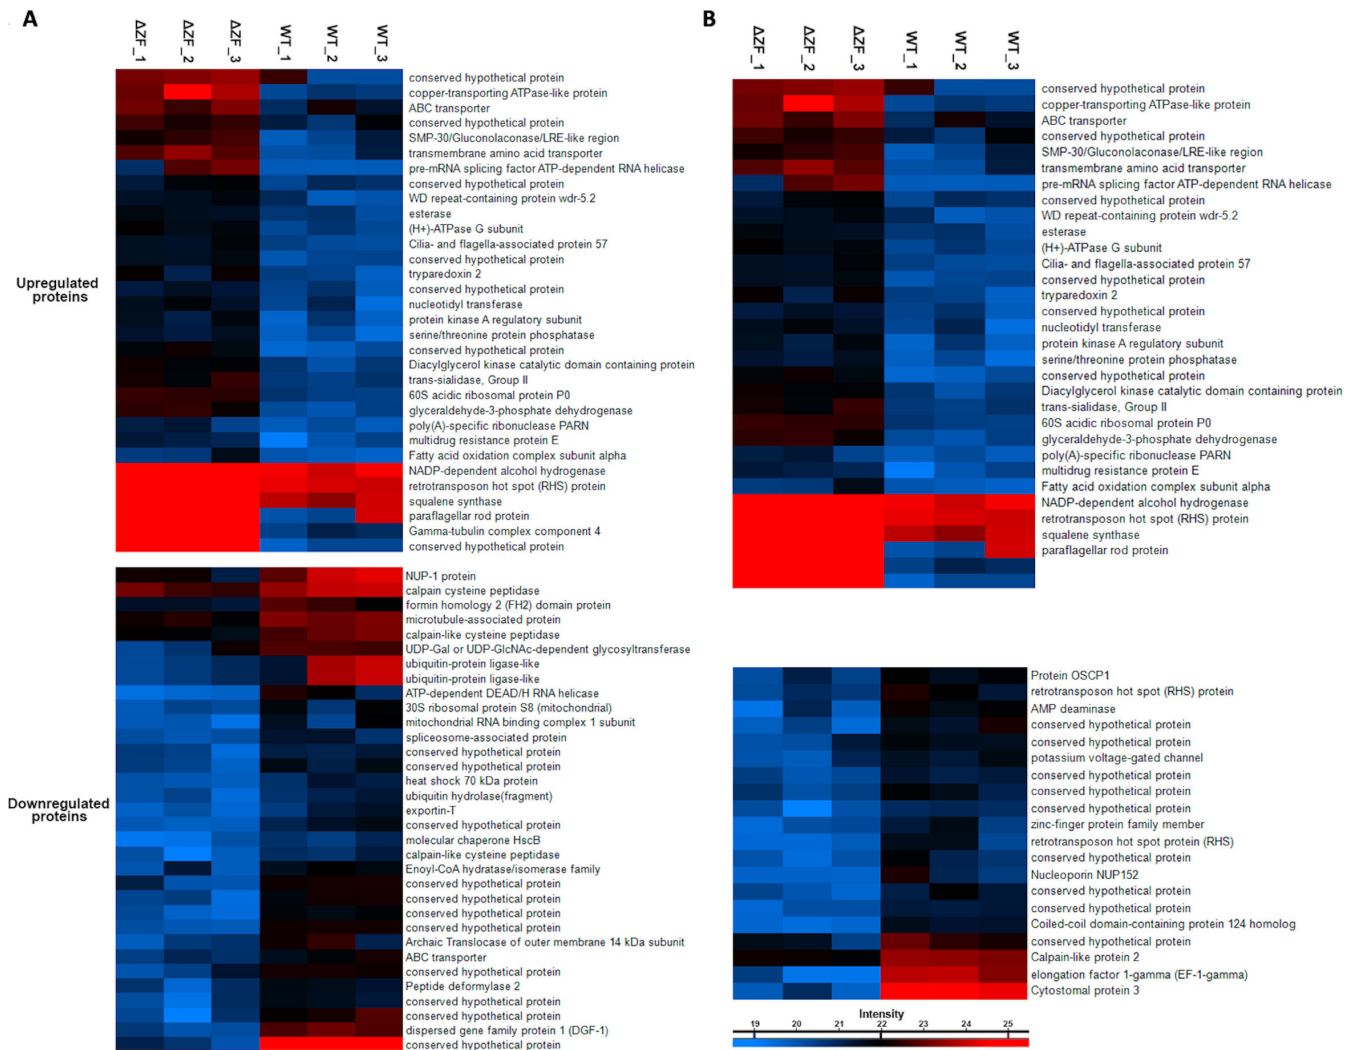 A
ΔZF_1
ΔZF_2
ΔZF_3
WT_1
WT_2
WT_3
Upregulated
proteins
conserved hypothetical protein
copper-transporting ATPase-like protein
ABC transporter
conserved hypothetical protein
SMP-30/Gluconolaconase/LRE-like region
transmembrane amino acid transporter
pre-mRNA splicing factor ATP-dependent RNA helicase
conserved hypothetical protein
WD repeat-containing protein wdr-5.2
esterase
(H+)-ATPase G subunit
Cilia- and flagella-associated protein 57
conserved hypothetical protein
tryparedoxin 2
conserved hypothetical protein
nucleotidyl transferase
protein kinase A regulatory subunit
serine/threonine protein phosphatase
conserved hypothetical protein
Diacylglycerol kinase catalytic domain containing protein
trans-sialidase, Group II
60S acidic ribosomal protein P0
glyceraldehyde-3-phosphate dehydrogenase
poly(A)-specific ribonuclease PARN
multidrug resistance protein E
Fatty acid oxidation complex subunit alpha
NADP-dependent alcohol hydrogenase
retrotransposon hot spot (RHS) protein
squalene synthase
paraflagellar rod protein
Gamma-tubulin complex component 4
conserved hypothetical protein
Downregulated
proteins
NUP-1 protein
calpain cysteine peptidase
formin homology 2 (FH2) domain protein
microtubule-associated protein
calpain-like cysteine peptidase
UDP-Gal or UDP-GlcNAc-dependent glycosyltransferase
ubiquitin-protein ligase-like
ubiquitin-protein ligase-like
ATP-dependent DEAD/H RNA helicase
30S ribosomal protein S8 (mitochondrial)
mitochondrial RNA binding complex 1 subunit
spliceosome-associated protein
conserved hypothetical protein
conserved hypothetical protein
heat shock 70 kDa protein
ubiquitin hydrolase(fragment)
exportin-T
conserved hypothetical protein
molecular chaperone HscB
calpain-like cysteine peptidase
Enoyl-CoA hydratase/isomerase family
conserved hypothetical protein
conserved hypothetical protein
conserved hypothetical protein
conserved hypothetical protein
Archaic Translocase of outer membrane 14 kDa subunit
ABC transporter
conserved hypothetical protein
Peptide deformylase 2
conserved hypothetical protein
conserved hypothetical protein
dispersed gene family protein 1 (DGF-1)
conserved hypothetical protein
B
ΔZF_1
ΔZF_2
ΔZF_3
WT_1
WT_2
WT_3
conserved hypothetical protein
copper-transporting ATPase-like protein
ABC transporter
conserved hypothetical protein
SMP-30/Gluconolaconase/LRE-like region
transmembrane amino acid transporter
pre-mRNA splicing factor ATP-dependent RNA helicase
conserved hypothetical protein
WD repeat-containing protein wdr-5.2
esterase
(H+)-ATPase G subunit
Cilia- and flagella-associated protein 57
conserved hypothetical protein
tryparedoxin 2
conserved hypothetical protein
nucleotidyl transferase
protein kinase A regulatory subunit
serine/threonine protein phosphatase
conserved hypothetical protein
Diacylglycerol kinase catalytic domain containing protein
trans-sialidase, Group II
60S acidic ribosomal protein P0
glyceraldehyde-3-phosphate dehydrogenase
poly(A)-specific ribonuclease PARN
multidrug resistance protein E
Fatty acid oxidation complex subunit alpha
NADP-dependent alcohol hydrogenase
retrotransposon hot spot (RHS) protein
squalene synthase
paraflagellar rod protein
Protein OSCP1
retrotransposon hot spot (RHS) protein
AMP deaminase
conserved hypothetical protein
conserved hypothetical protein
potassium voltage-gated channel
conserved hypothetical protein
conserved hypothetical protein
conserved hypothetical protein
zinc-finger protein family member
retrotransposon hot spot protein (RHS)
conserved hypothetical protein
Nucleoporin NUP152
conserved hypothetical protein
conserved hypothetical protein
Coiled-coil domain-containing protein 124 homolog
conserved hypothetical protein
Calpain-like protein 2
elongation factor 1-gamma (EF-1-gamma)
Cytostomal protein 3
Intensity
19 20 21 22 23 24 25